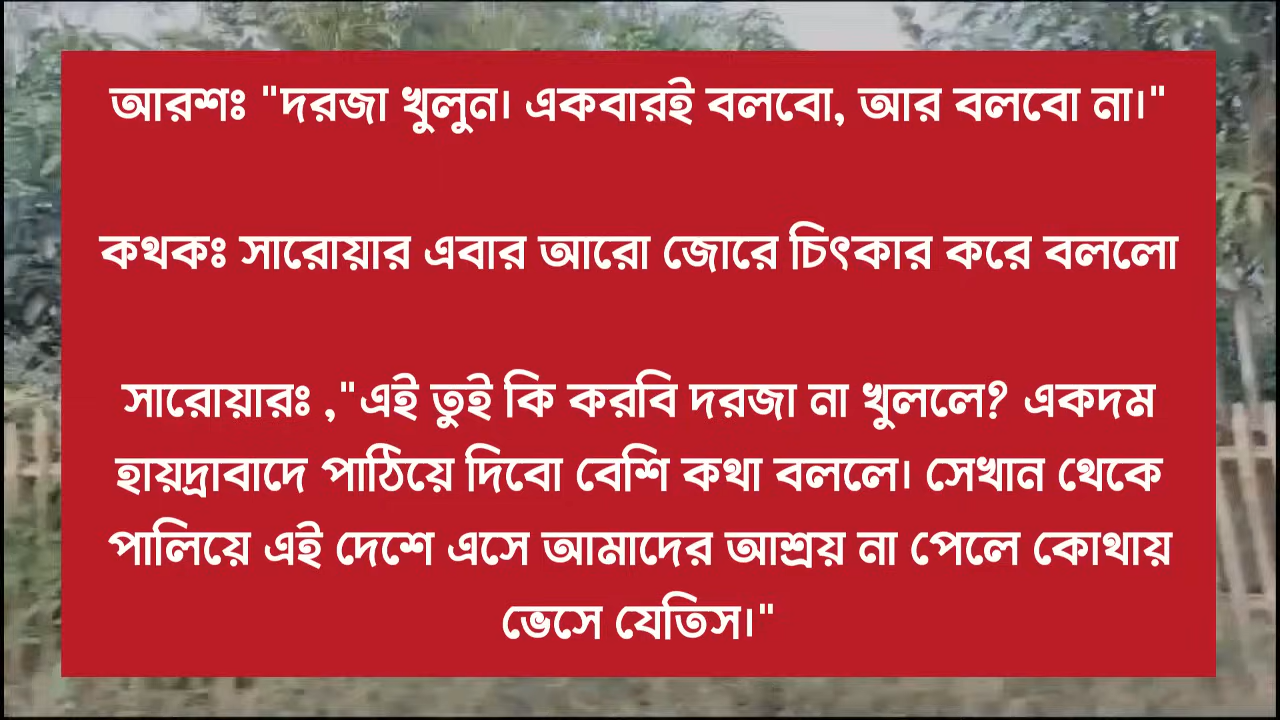 আরশঃ "দরজা খুলুন। একবারই বলবো, আর বলবো না।"
কথকঃ সারোয়ার এবার আরো জোরে চিৎকার করে বললো
সারোয়ারঃ ,"এই তুই কি করবি দরজা না খুললে? একদম
হায়দ্রাবাদে পাঠিয়ে দিবো বেশি কথা বললে। সেখান থেকে
পালিয়ে এই দেশে এসে আমাদের আশ্রয় না পেলে কোথায়
ভেসে যেতিস।"